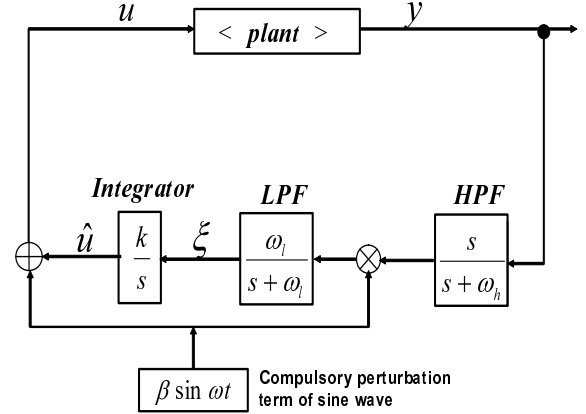 u
< plant >
y
Integrator
LPF
HPF
û
k
s
ξ
ω_l
s + ω_l
s
s + ω_h
β sin ωt
Compulsory perturbation
term of sine wave